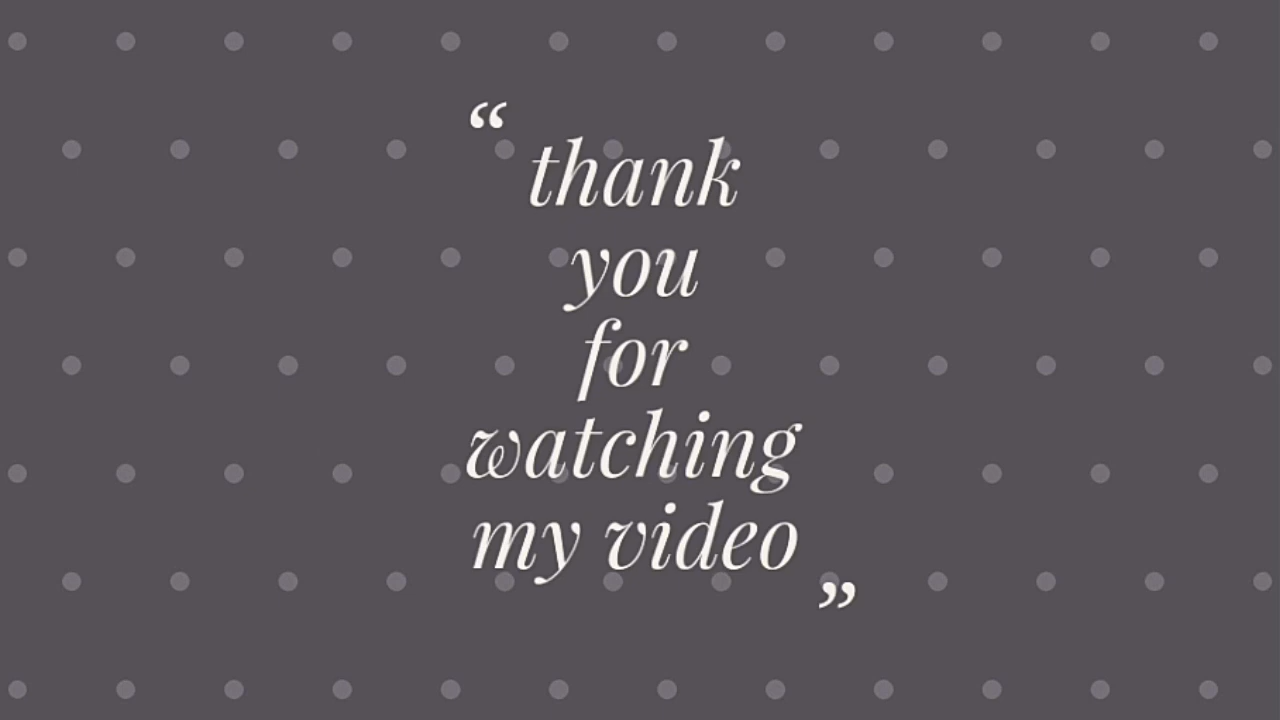 “ thank
you
for
watching
my video ”